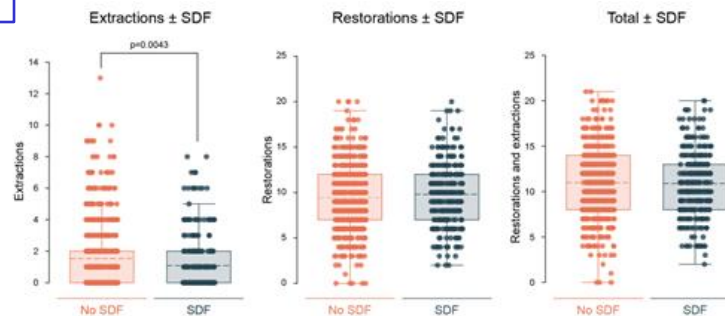 Extractions ± SDF
p=0.0043
Extractions
14
12
10
8
6
4
2
0
No SDF
SDF
Restorations ± SDF
Restorations
25
20
15
10
5
0
No SDF
SDF
Total ± SDF
Restorations and extractions
25
20
15
10
5
0
No SDF
SDF